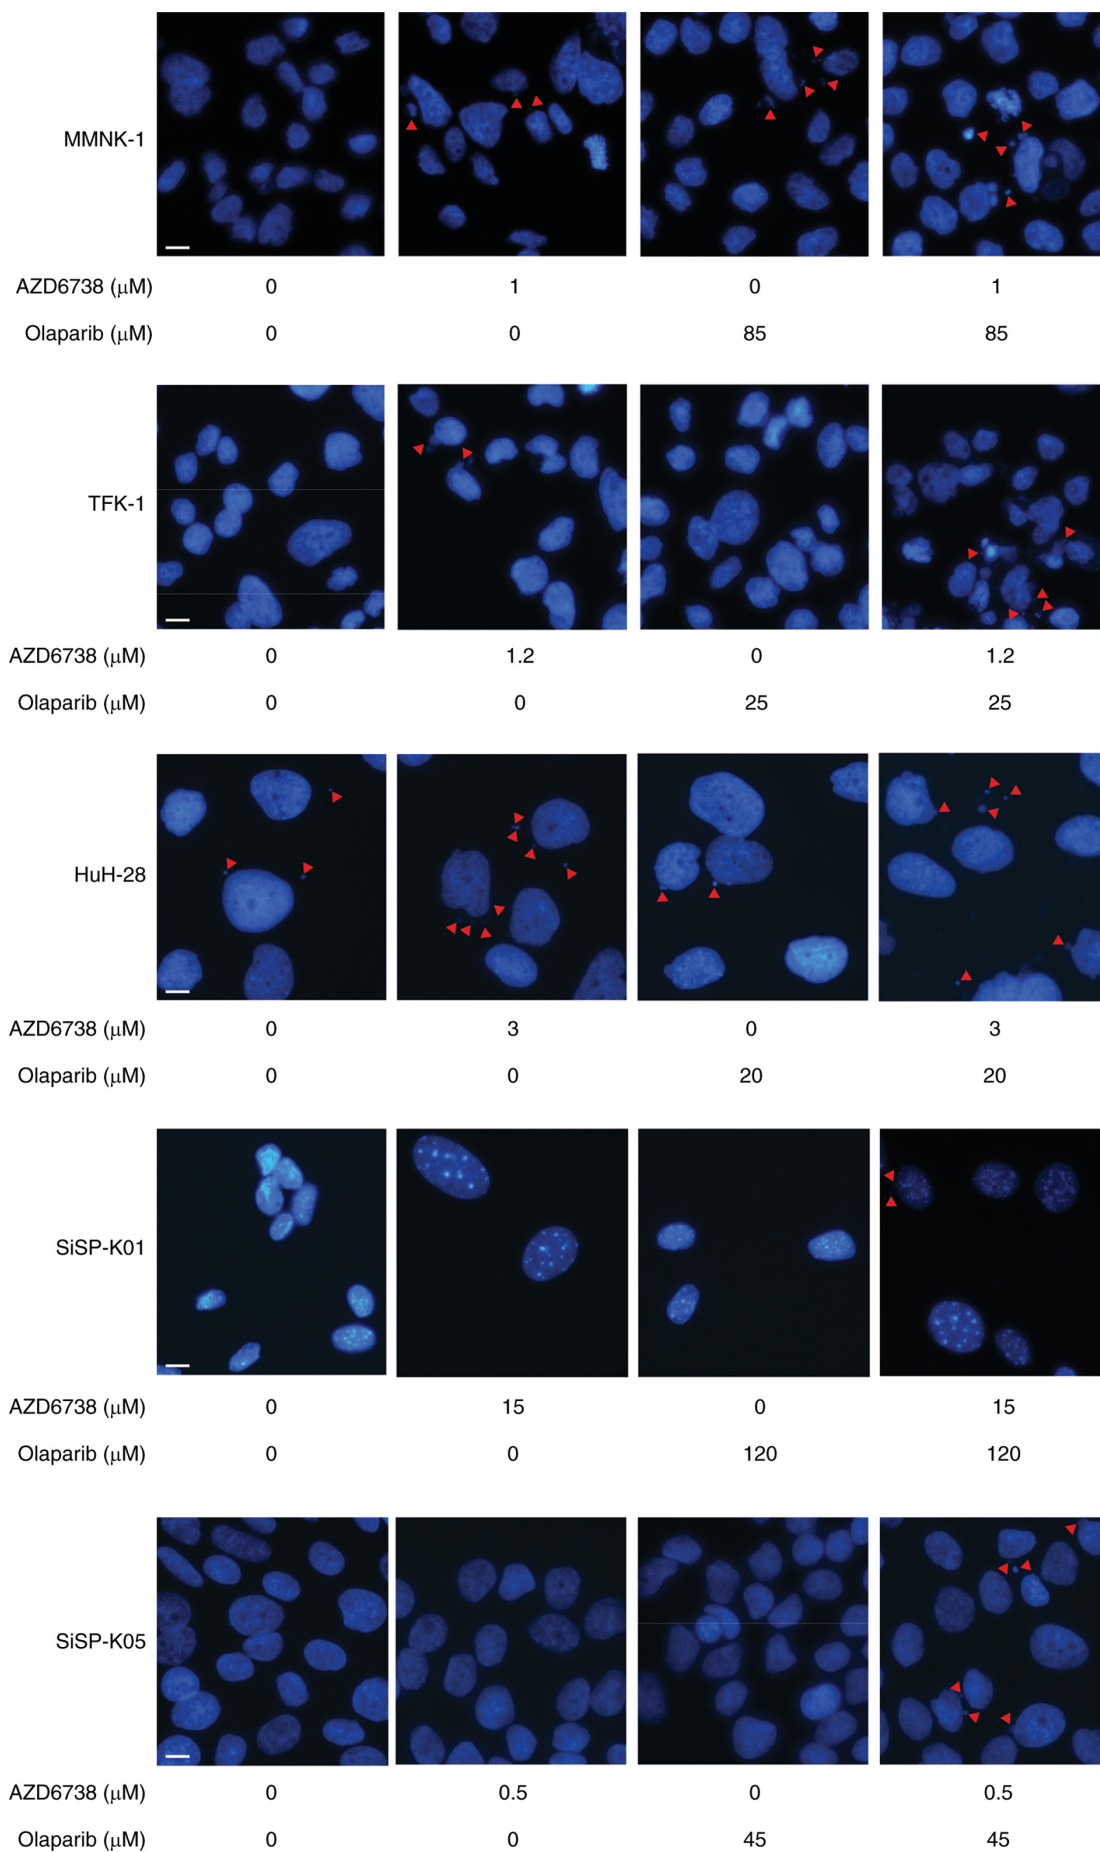 MMNK-1
AZD6738 (μM) 0 1 0 1
Olaparib (μM) 0 0 85 85
TFK-1
AZD6738 (μM) 0 1.2 0 1.2
Olaparib (μM) 0 0 25 25
HuH-28
AZD6738 (μM) 0 3 0 3
Olaparib (μM) 0 0 20 20
SiSP-K01
AZD6738 (μM) 0 15 0 15
Olaparib (μM) 0 0 120 120
SiSP-K05
AZD6738 (μM) 0 0.5 0 0.5
Olaparib (μM) 0 0 45 45